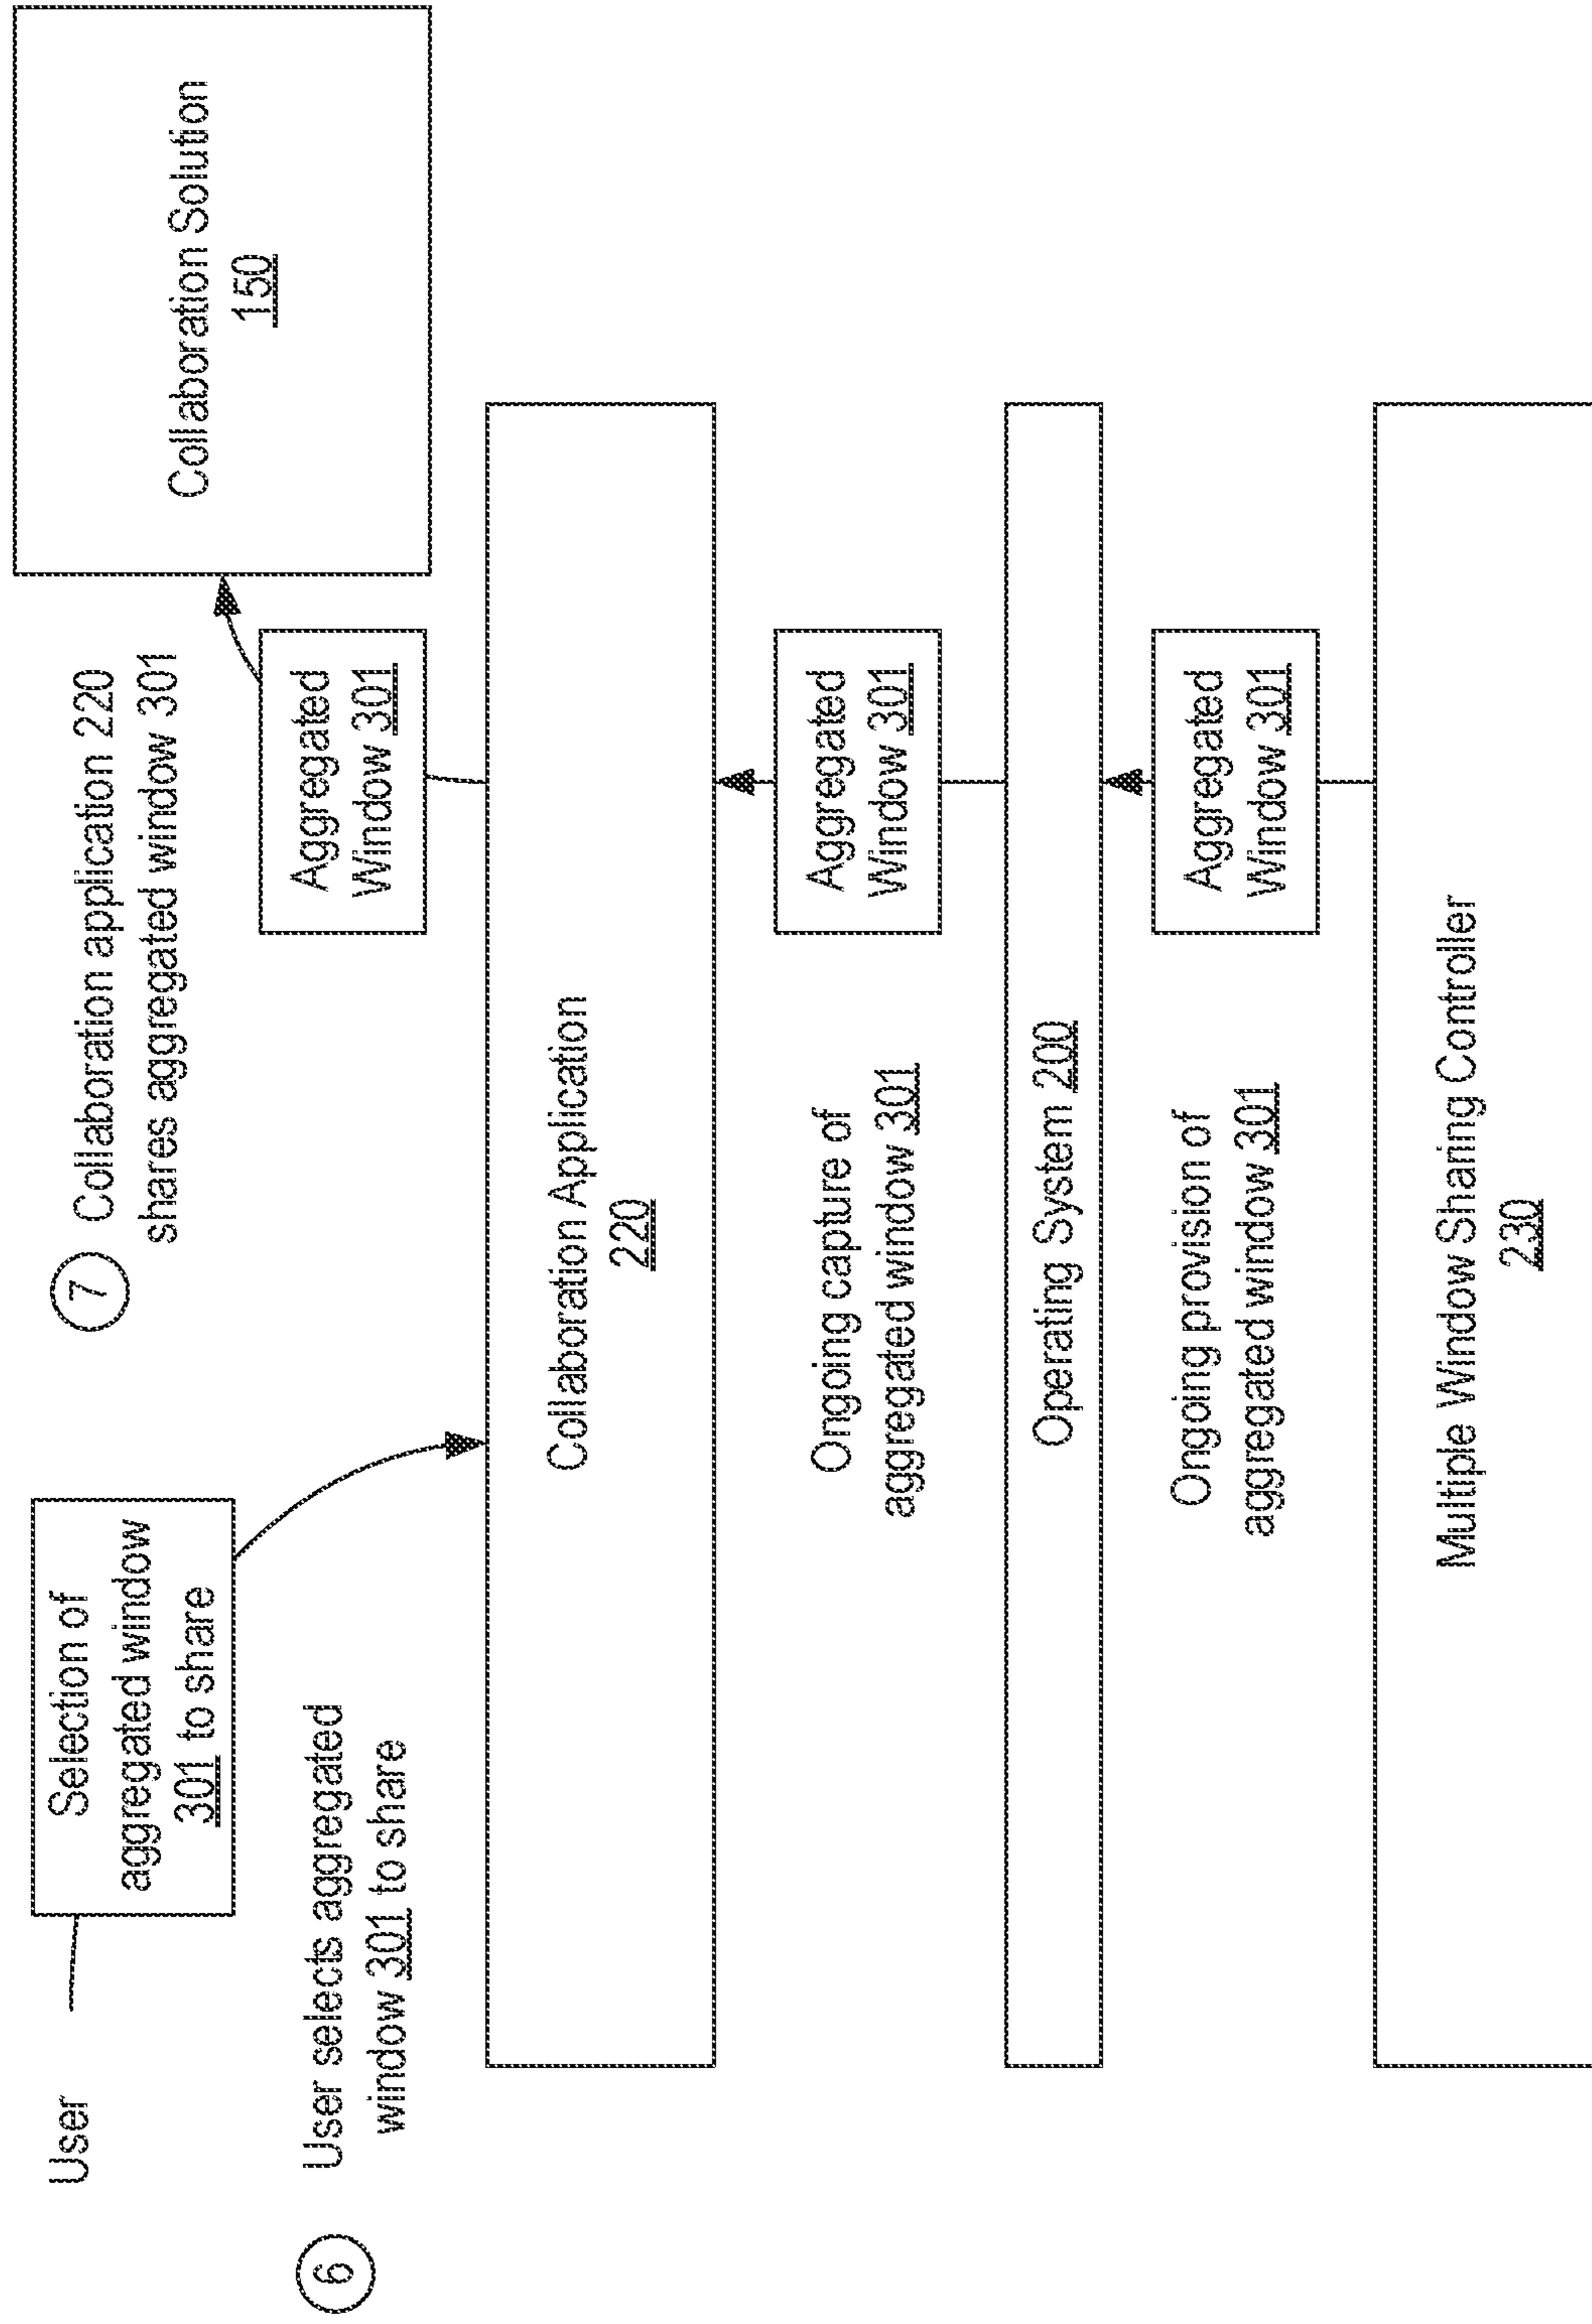 User
Selection of
aggregated window
301 to share
6
User selects aggregated
window 301 to share
7
Collaboration application 220
shares aggregated window 301
Aggregated
Window 301
Collaboration Solution
150
Collaboration Application
220
Ongoing capture of
aggregated window 301
Aggregated
Window 301
Operating System 200
Ongoing provision of
aggregated window 301
Aggregated
Window 301
Multiple Window Sharing Controller
230